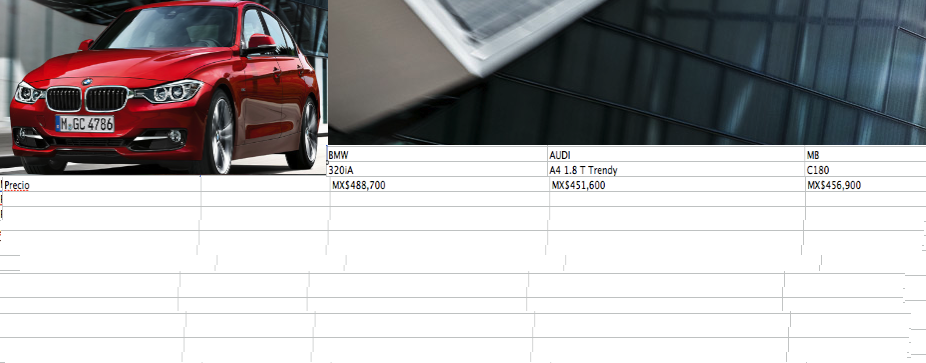 M GC 4786
BMW AUDI MB
320iA A4 1.8 T Trendy C180
Precio MX$488,700 MX$451,600 MX$456,900